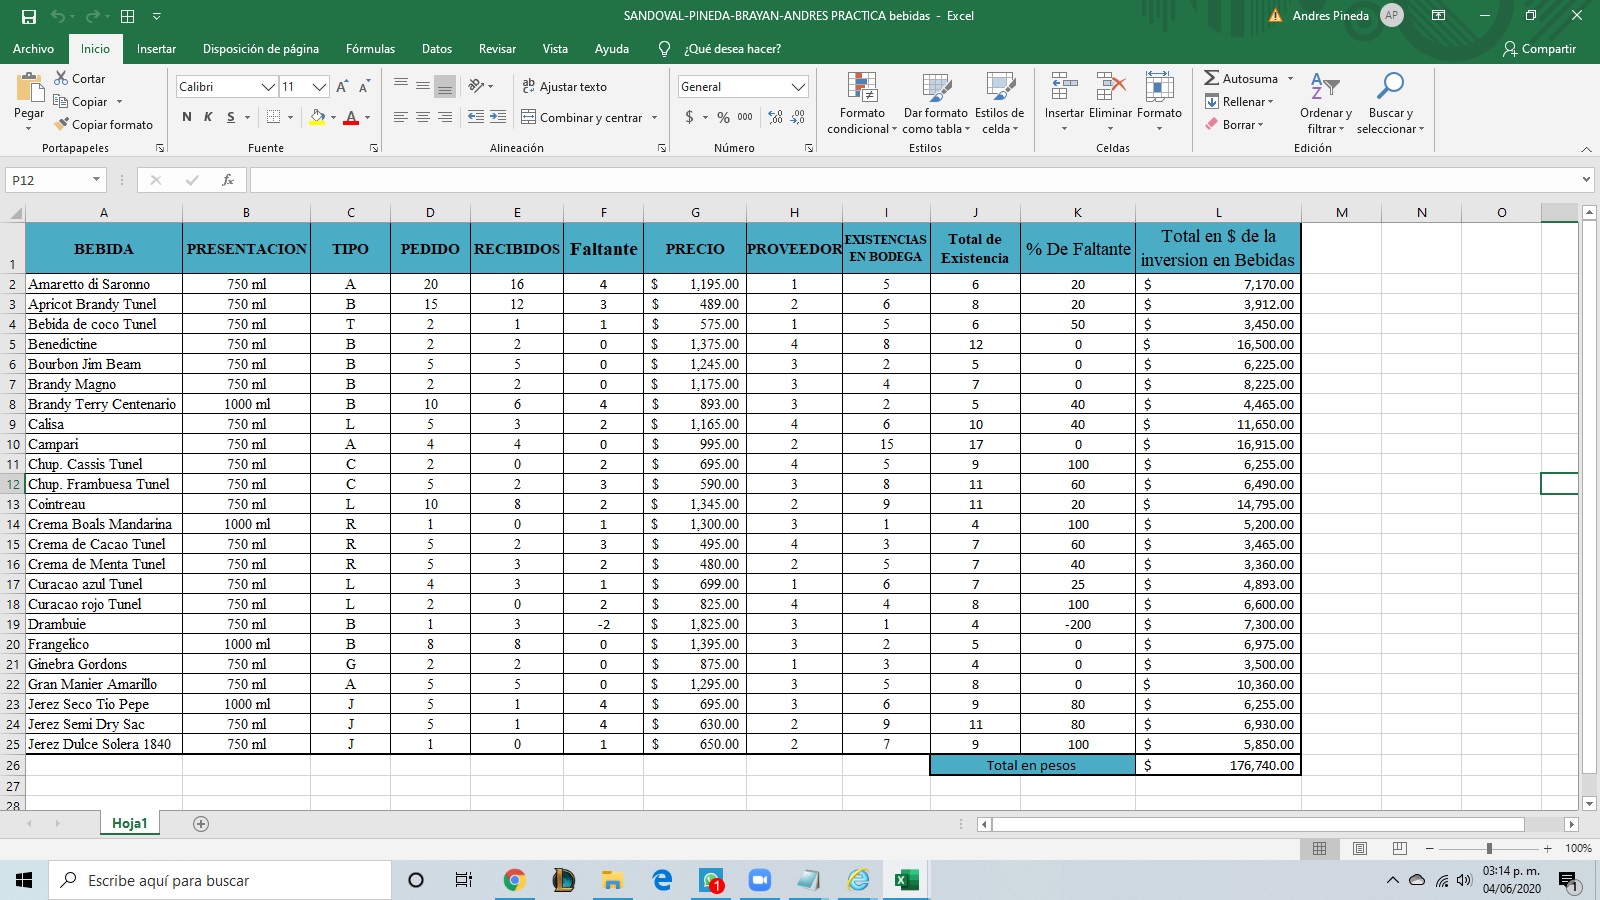 SANDOVAL-PINEDA-BRAYAN-ANDRES PRACTICA bebidas - Excel
Andres Pineda AP
Archivo Inicio Insertar Disposición de página Fórmulas Datos Revisar Vista Ayuda ¿Qué desea hacer? Compartir
Pegar
Cortar
Copiar
Copiar formato
Portapapeles
Calibri 11 A A
N K S A
Fuente
ab Ajustar texto
Combinar y centrar
Alineación
General
$ % 000 ,00 ,00
Número
Formato condicional
Dar formato como tabla
Estilos de celda
Estilos
Insertar Eliminar Formato
Celdas
Autosuma
Rellenar
Borrar
Ordenar y filtrar
Buscar y seleccionar
Edición
P12 fx
A B C D E F G H I J K L M N O
1 BEBIDA PRESENTACION TIPO PEDIDO RECIBIDOS Faltante PRECIO PROVEEDOR EXISTENCIAS EN BODEGA Total de Existencia % De Faltante Total en $ de la inversion en Bebidas
2 Amaretto di Saronno 750 ml A 20 16 4 $ 1,195.00 1 5 6 20 $ 7,170.00
3 Apricot Brandy Tunel 750 ml B 15 12 3 $ 489.00 2 6 8 20 $ 3,912.00
4 Bebida de coco Tunel 750 ml T 2 1 1 $ 575.00 1 5 6 50 $ 3,450.00
5 Benedictine 750 ml B 2 2 0 $ 1,375.00 4 8 12 0 $ 16,500.00
6 Bourbon Jim Beam 750 ml B 5 5 0 $ 1,245.00 3 2 5 0 $ 6,225.00
7 Brandy Magno 750 ml B 2 2 0 $ 1,175.00 3 4 7 0 $ 8,225.00
8 Brandy Terry Centenario 1000 ml B 10 6 4 $ 893.00 3 2 5 40 $ 4,465.00
9 Calisa 750 ml L 5 3 2 $ 1,165.00 4 6 10 40 $ 11,650.00
10 Campari 750 ml A 4 4 0 $ 995.00 2 15 17 0 $ 16,915.00
11 Chup. Cassis Tunel 750 ml C 2 0 2 $ 695.00 4 5 9 100 $ 6,255.00
12 Chup. Frambuesa Tunel 750 ml C 5 2 3 $ 590.00 3 8 11 60 $ 6,490.00
13 Cointreau 750 ml L 10 8 2 $ 1,345.00 2 9 11 20 $ 14,795.00
14 Crema Boals Mandarina 1000 ml R 1 0 1 $ 1,300.00 3 1 4 100 $ 5,200.00
15 Crema de Cacao Tunel 750 ml R 5 2 3 $ 495.00 4 3 7 60 $ 3,465.00
16 Crema de Menta Tunel 750 ml R 5 3 2 $ 480.00 2 5 7 40 $ 3,360.00
17 Curacao azul Tunel 750 ml L 4 3 1 $ 699.00 1 6 7 25 $ 4,893.00
18 Curacao rojo Tunel 750 ml L 2 0 2 $ 825.00 4 4 8 100 $ 6,600.00
19 Drambuie 750 ml B 1 3 -2 $ 1,825.00 3 1 4 -200 $ 7,300.00
20 Frangelico 1000 ml B 8 8 0 $ 1,395.00 3 2 5 0 $ 6,975.00
21 Ginebra Gordons 750 ml G 2 2 0 $ 875.00 1 3 4 0 $ 3,500.00
22 Gran Manier Amarillo 750 ml A 5 5 0 $ 1,295.00 3 5 8 0 $ 10,360.00
23 Jerez Seco Tio Pepe 1000 ml J 5 1 4 $ 695.00 3 6 9 80 $ 6,255.00
24 Jerez Semi Dry Sac 750 ml J 5 1 4 $ 630.00 2 9 11 80 $ 6,930.00
25 Jerez Dulce Solera 1840 750 ml J 1 0 1 $ 650.00 2 7 9 100 $ 5,850.00
26 Total en pesos $ 176,740.00
27
28
Hoja1
100%
Escribe aquí para buscar
1
03:14 p. m.
04/06/2020
1